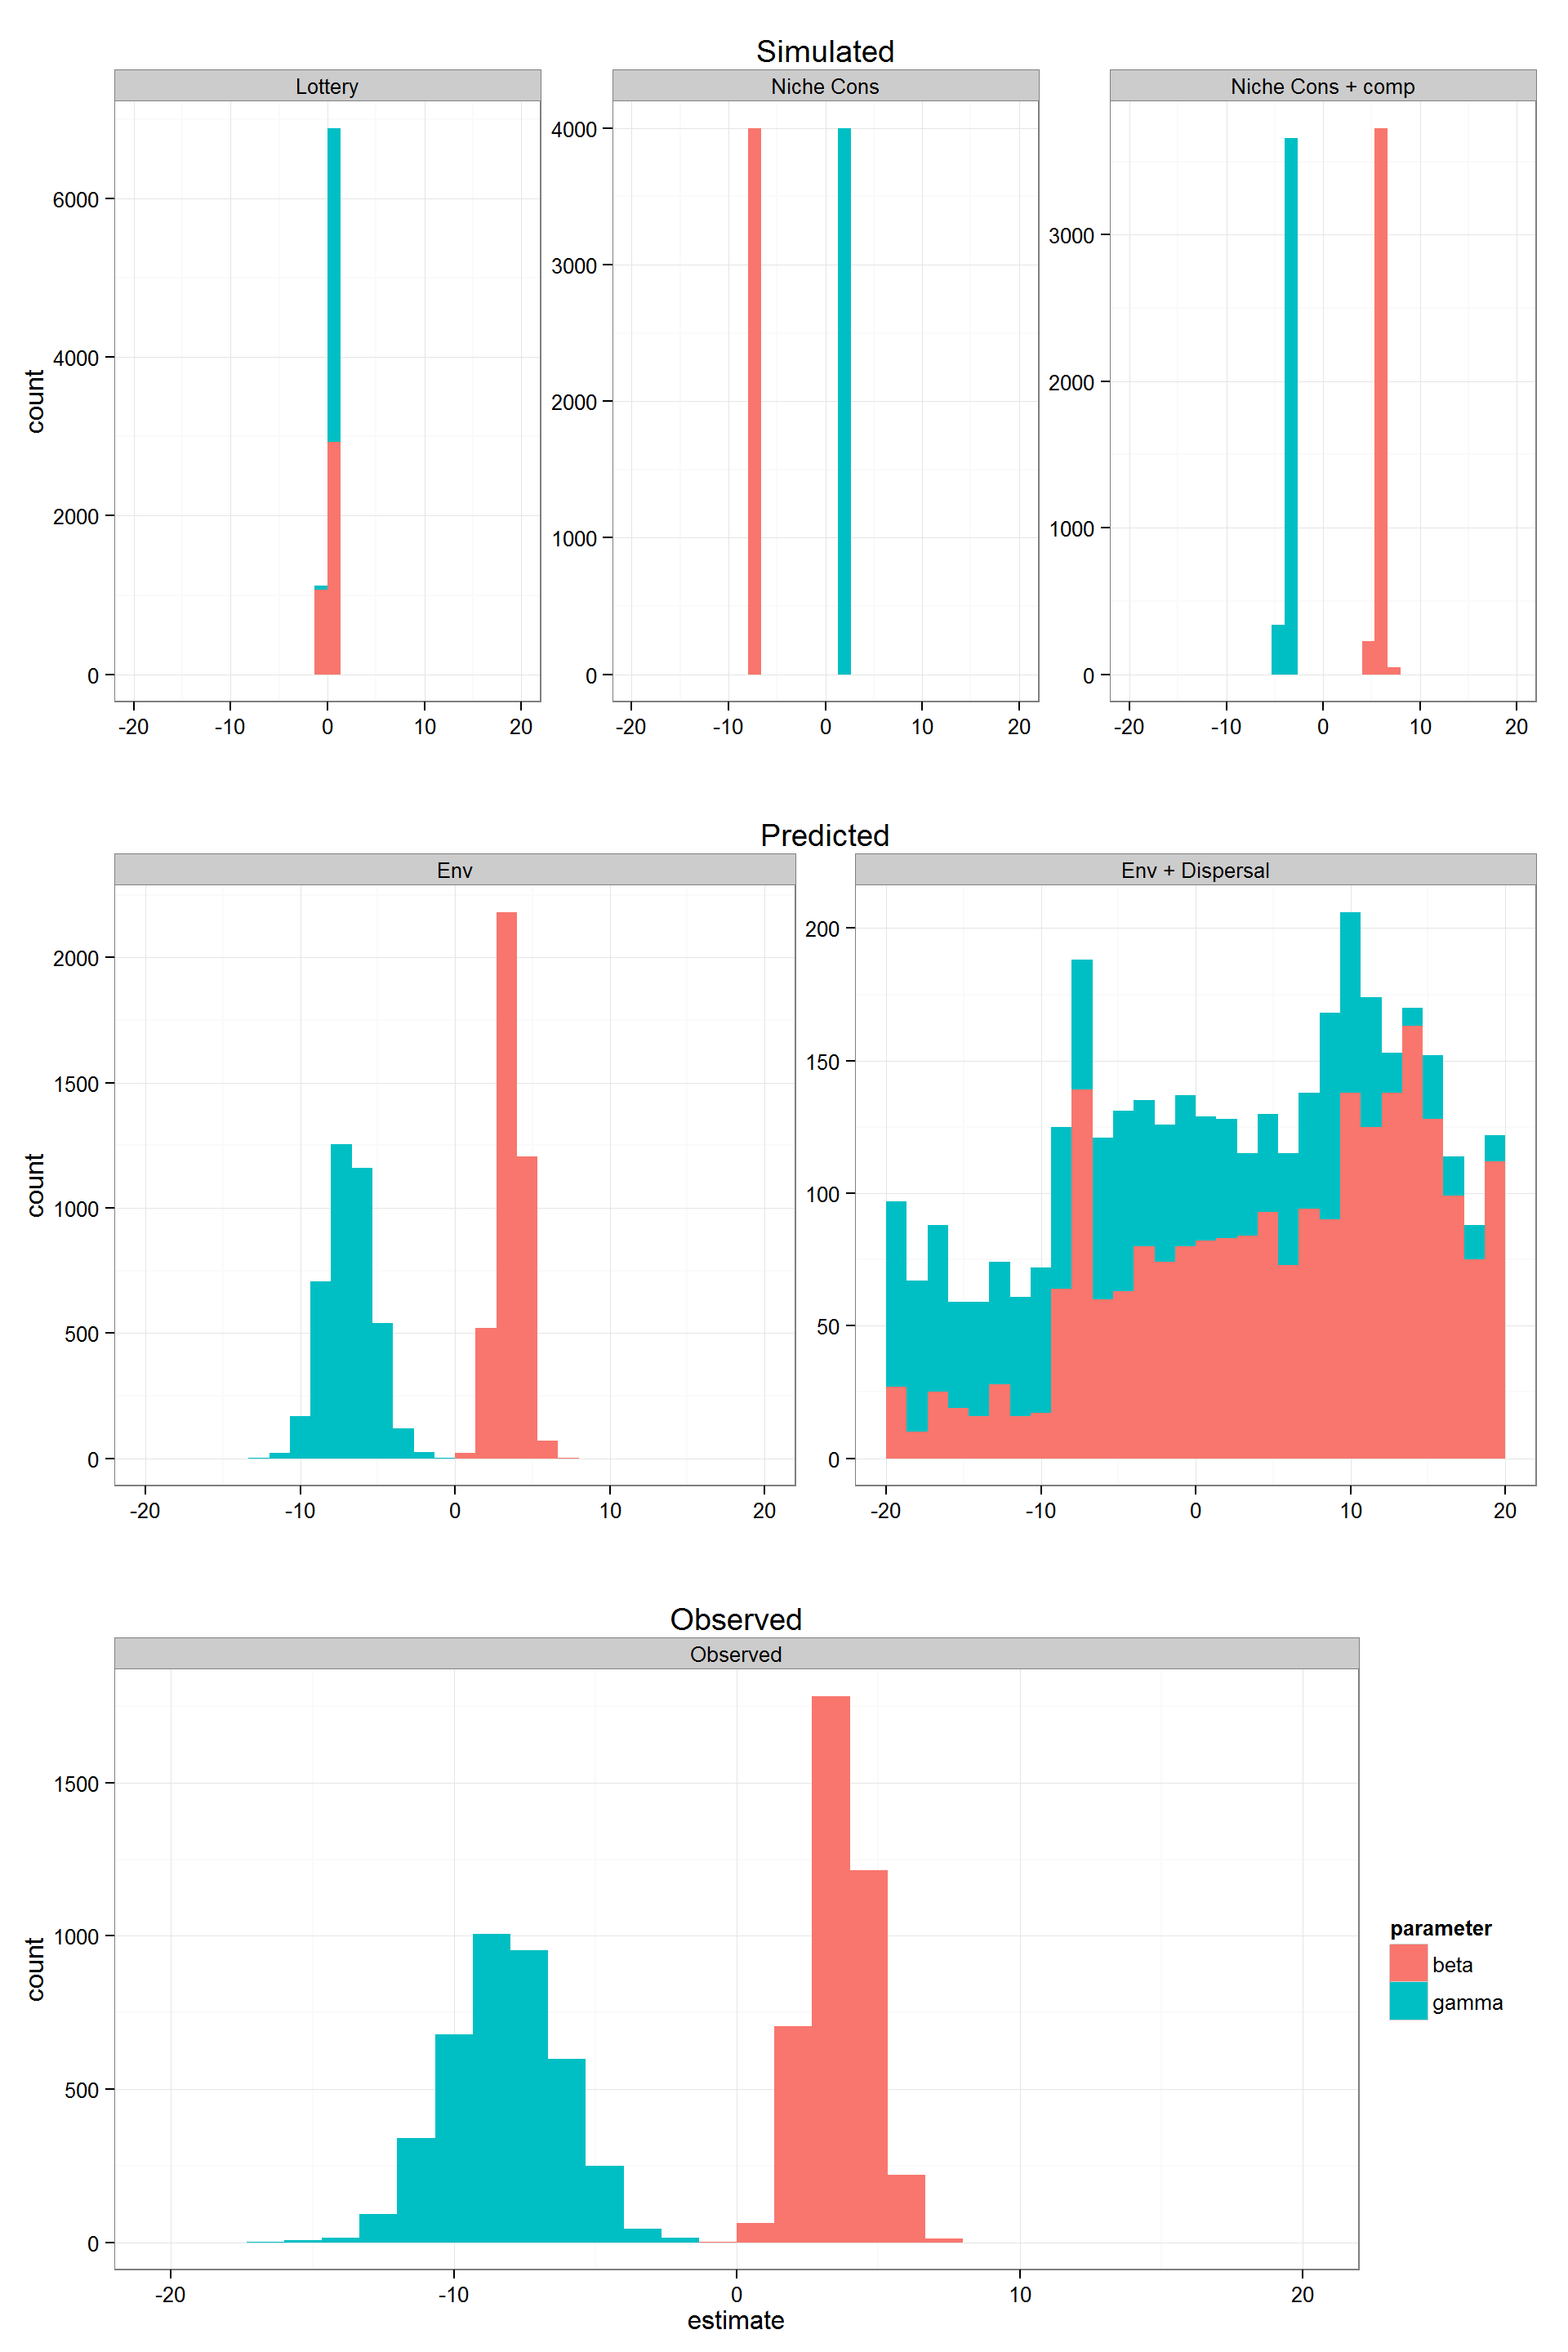 Simulated
Lottery
Niche Cons
Niche Cons + comp
count
6000
4000
2000
0
4000
3000
2000
1000
0
3000
2000
1000
0
-20 -10 0 10 20
-20 -10 0 10 20
-20 -10 0 10 20
Predicted
Env
Env + Dispersal
count
2000
1500
1000
500
0
200
150
100
50
0
-20 -10 0 10 20
-20 -10 0 10 20
Observed
Observed
count
1500
1000
500
0
-20 -10 0 10 20
estimate
parameter
beta
gamma